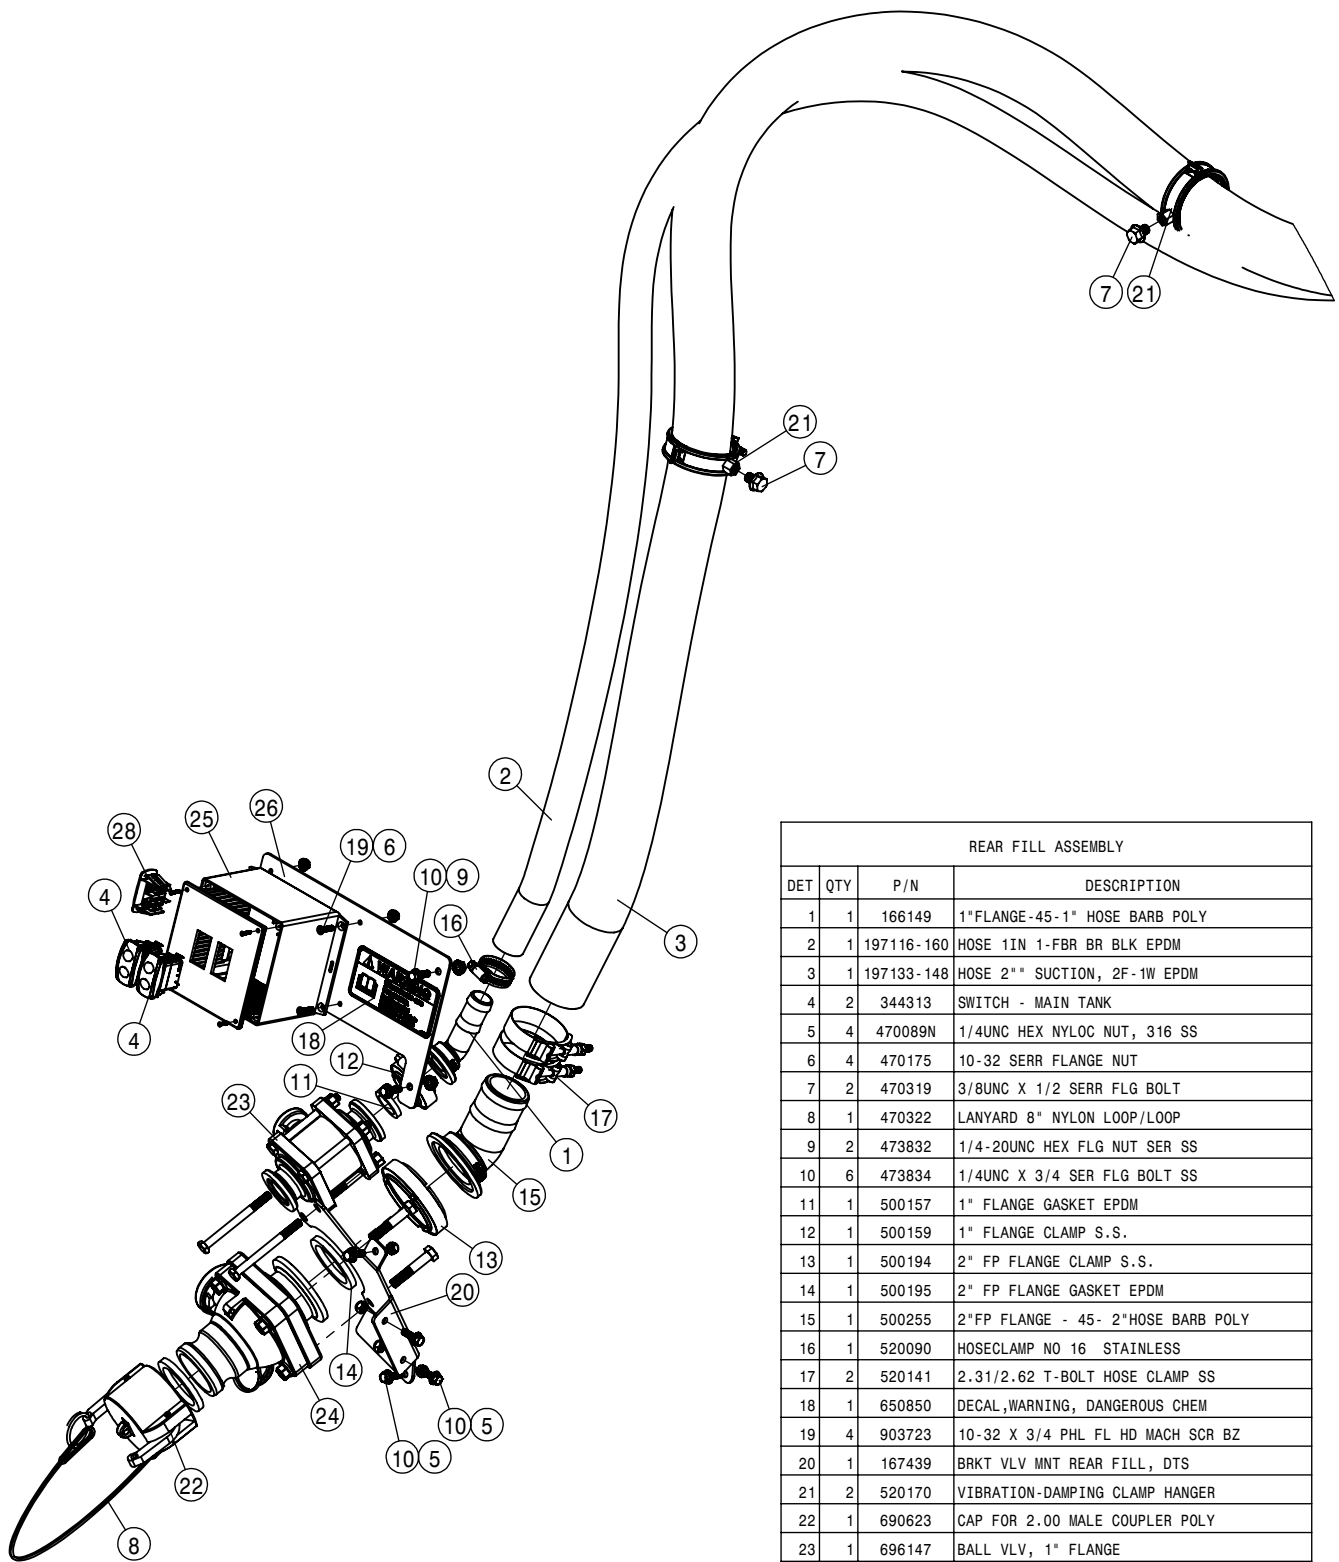 7 21
21
7
2
28 25 26
19 6
10 9
4
16
3
4
18
12
11
17
23
1
15
13
20
14
24
10 5
10 5
22
8
REAR FILL ASSEMBLY
DET QTY P/N DESCRIPTION
1 1 166149 1"FLANGE-45-1" HOSE BARB POLY
2 1 197116-160 HOSE 1IN 1-FBR BR BLK EPDM
3 1 197133-148 HOSE 2"" SUCTION, 2F-1W EPDM
4 2 344313 SWITCH - MAIN TANK
5 4 470089N 1/4UNC HEX NYLOC NUT, 316 SS
6 4 470175 10-32 SERR FLANGE NUT
7 2 470319 3/8UNC X 1/2 SERR FLG BOLT
8 1 470322 LANYARD 8" NYLON LOOP/LOOP
9 2 473832 1/4-20UNC HEX FLG NUT SER SS
10 6 473834 1/4UNC X 3/4 SER FLG BOLT SS
11 1 500157 1" FLANGE GASKET EPDM
12 1 500159 1" FLANGE CLAMP S.S.
13 1 500194 2" FP FLANGE CLAMP S.S.
14 1 500195 2" FP FLANGE GASKET EPDM
15 1 500255 2"FP FLANGE - 45- 2"HOSE BARB POLY
16 1 520090 HOSECLAMP NO 16 STAINLESS
17 2 520141 2.31/2.62 T-BOLT HOSE CLAMP SS
18 1 650850 DECAL,WARNING, DANGEROUS CHEM
19 4 903723 10-32 X 3/4 PHL FL HD MACH SCR BZ
20 1 167439 BRKT VLV MNT REAR FILL, DTS
21 2 520170 VIBRATION-DAMPING CLAMP HANGER
22 1 690623 CAP FOR 2.00 MALE COUPLER POLY
23 1 696147 BALL VLV, 1" FLANGE